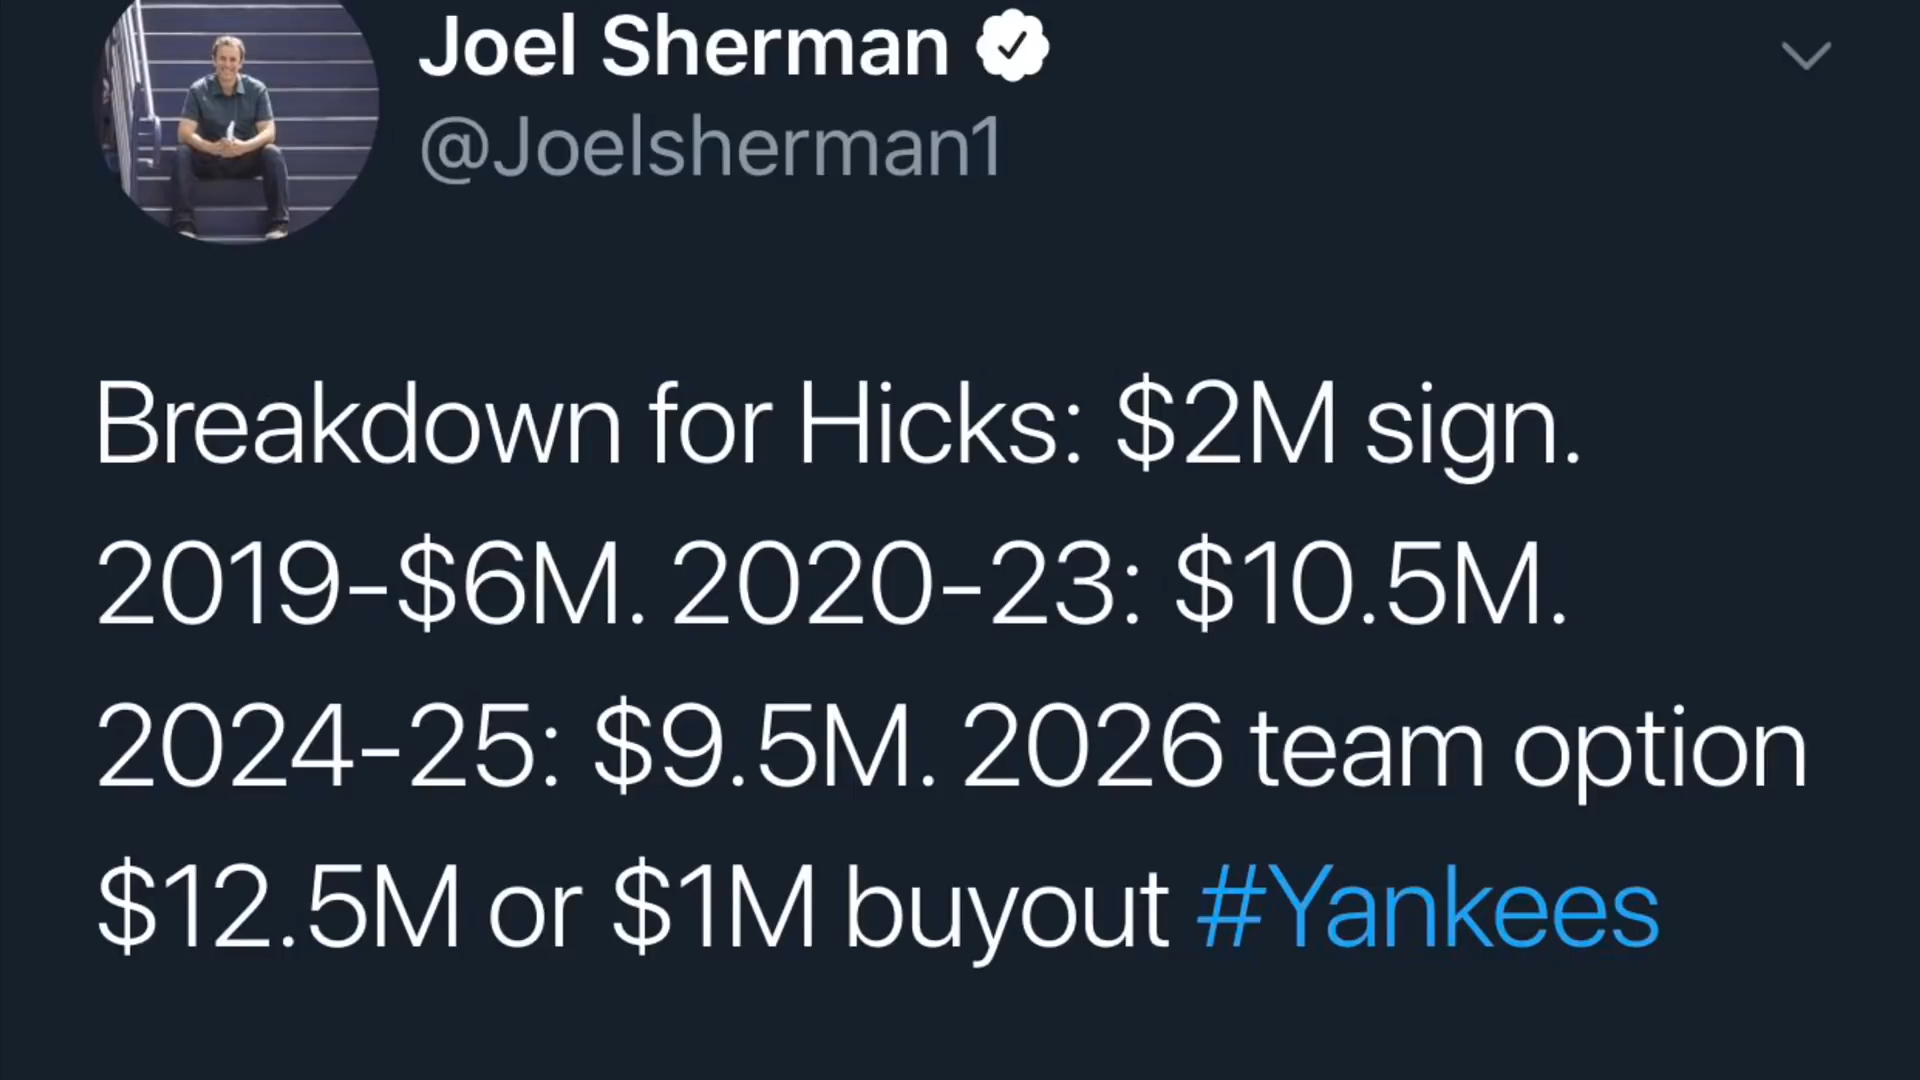 Joel Sherman
@Joelsherman1
Breakdown for Hicks: $2M sign.
2019-$6M. 2020-23: $10.5M.
2024-25: $9.5M. 2026 team option
$12.5M or $1M buyout #Yankees